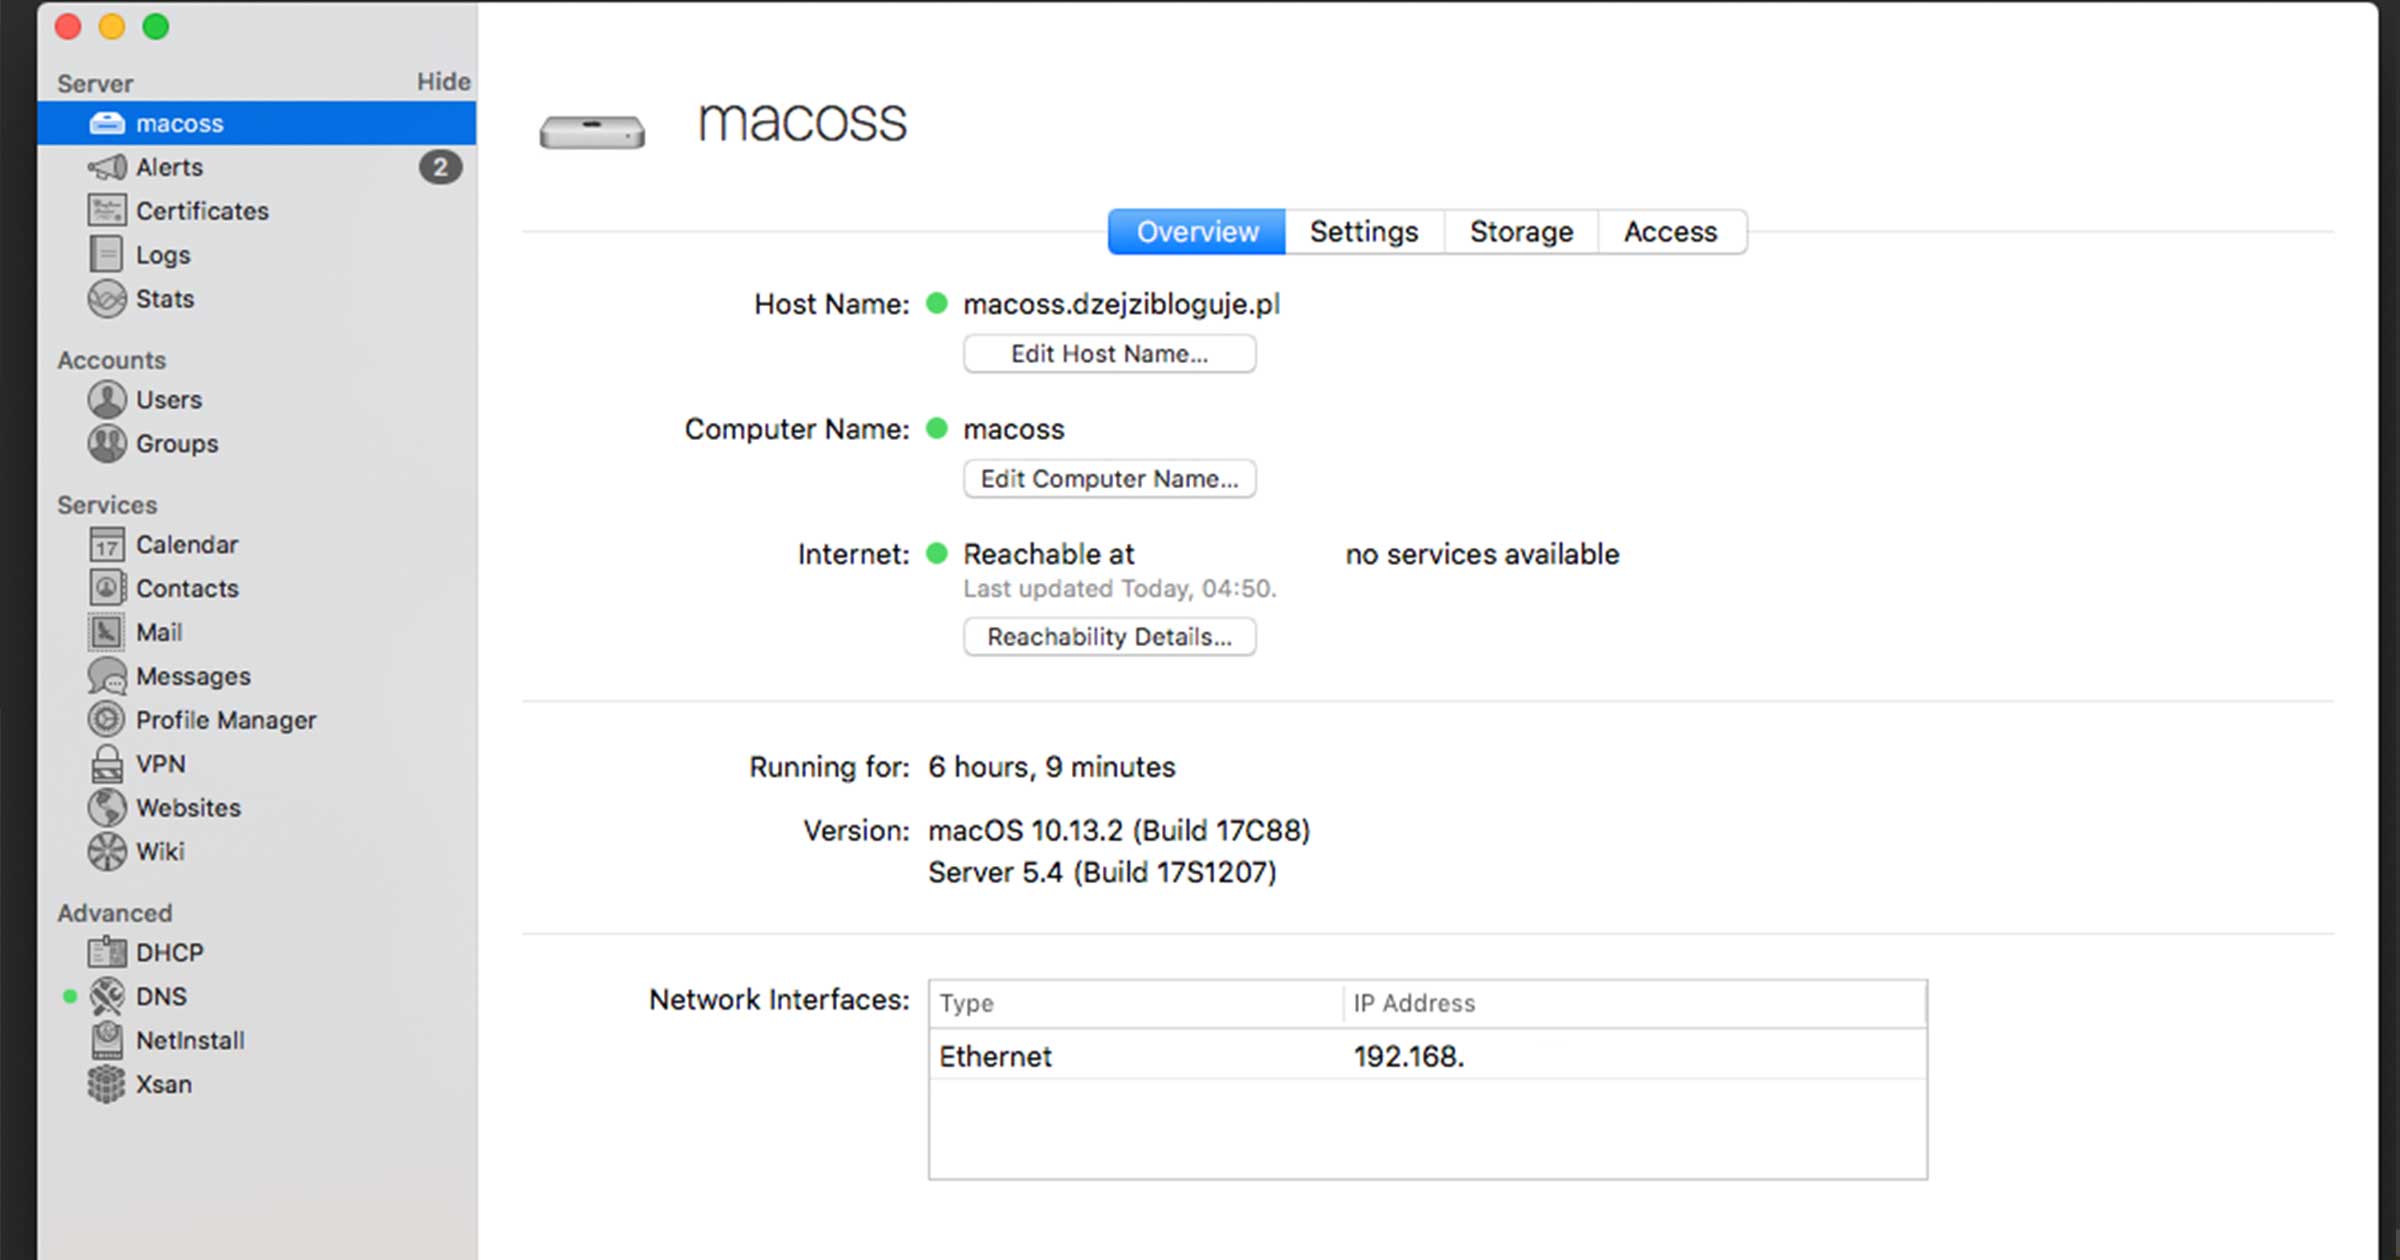 Server Hide
macoss
Alerts 2
Certificates
Logs
Stats
Accounts
Users
Groups
Services
17 Calendar
Contacts
Mail
Messages
Profile Manager
VPN
Websites
Wiki
Advanced
DHCP
DNS
NetInstall
Xsan
macoss
Overview Settings Storage Access
Host Name: macoss.dzejzibloguje.pl
Edit Host Name...
Computer Name: macoss
Edit Computer Name...
Internet: Reachable at no services available
Last updated Today, 04:50.
Reachability Details...
Running for: 6 hours, 9 minutes
Version: macOS 10.13.2 (Build 17C88)
Server 5.4 (Build 17S1207)
Network Interfaces: Type IP Address
Ethernet 192.168.